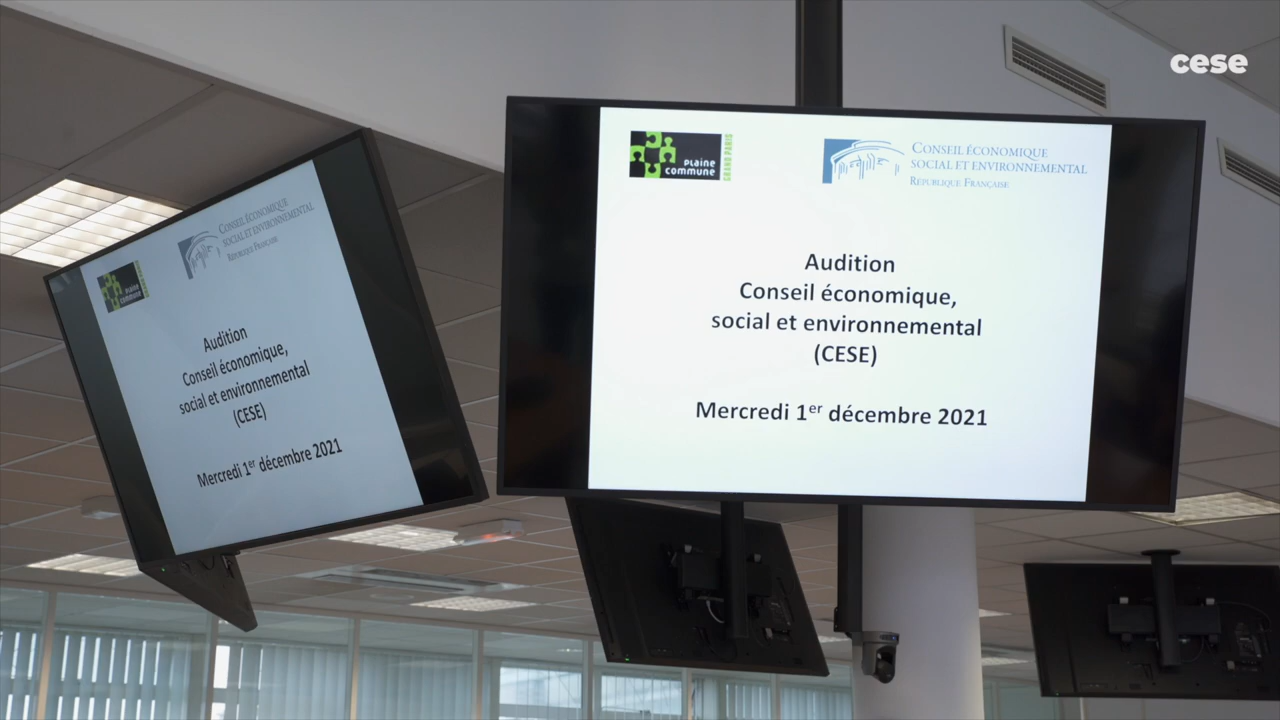 cese
Plaine
commune
GRAND PARIS
CONSEIL ÉCONOMIQUE
SOCIAL ET ENVIRONNEMENTAL
RÉPUBLIQUE FRANÇAISE
Audition
Conseil économique,
social et environnemental
(CESE)
Mercredi 1er décembre 2021
CONSEIL ÉCONOMIQUE
SOCIAL ET ENVIRONNEMENTAL
RÉPUBLIQUE FRANÇAISE
Plaine
commune
Audition
Conseil économique,
social et environnemental
(CESE)
Mercredi 1er décembre 2021